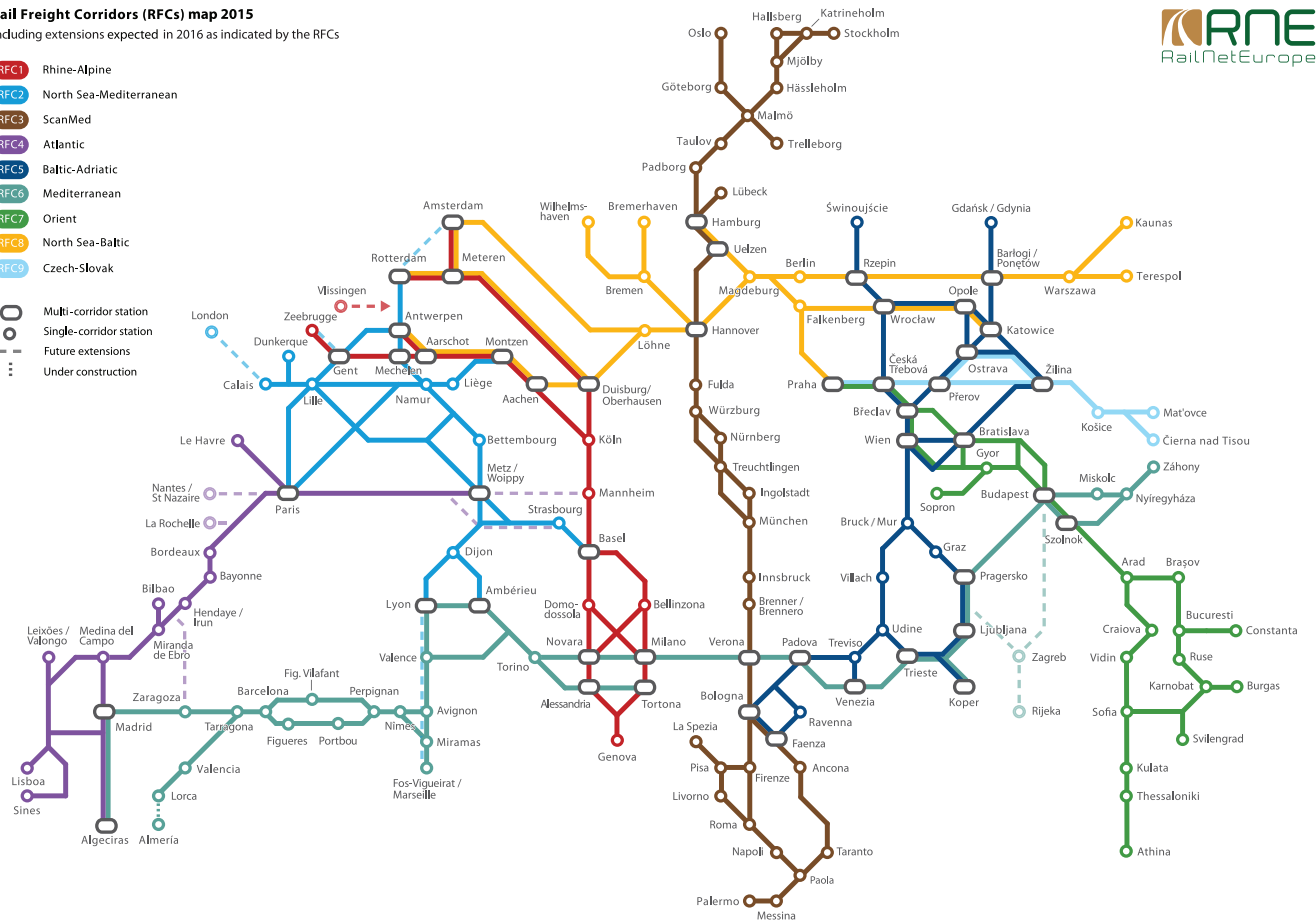 ail Freight Corridors (RFCs) map 2015
ncluding extensions expected in 2016 as indicated by the RFCs
RFC1 Rhine-Alpine
RFC2 North Sea-Mediterranean
RFC3 ScanMed
RFC4 Atlantic
RFC5 Baltic-Adriatic
RFC6 Mediterranean
RFC7 Orient
RFC8 North Sea-Baltic
RFC9 Czech-Slovak
Multi-corridor station
Single-corridor station
Future extensions
Under construction
RNE
RailNetEurope
Oslo
Hallsberg
Katrineholm
Stockholm
Mjölby
Göteborg
Hässleholm
Malmö
Taulov
Trelleborg
Padborg
Lübeck
Hamburg
Uelzen
Amsterdam
Wilhelms-
haven
Bremerhaven
Świnoujście
Gdańsk / Gdynia
Kaunas
Rotterdam
Meteren
Bremen
Magdeburg
Berlin
Rzepin
Barłogi /
Ponętów
Warszawa
Terespol
Vlissingen
London
Zeebrugge
Antwerpen
Dunkerque
Aarschot
Montzen
Löhne
Hannover
Falkenberg
Wrocław
Opole
Katowice
Calais
Gent
Mechelen
Lille
Namur
Liège
Aachen
Duisburg/
Oberhausen
Fulda
Praha
Česká
Třebová
Ostrava
Přerov
Žilina
Košice
Mat'ovce
Čierna nad Tisou
Le Havre
Bettembourg
Köln
Würzburg
Nürnberg
Břeclav
Wien
Bratislava
Gyor
Metz /
Woippy
Treuchtlingen
Nantes /
St Nazaire
Paris
Mannheim
Ingolstadt
Sopron
Budapest
Miskolc
Záhony
Nyíregyháza
La Rochelle
Strasbourg
München
Bruck / Mur
Szolnok
Bordeaux
Dijon
Basel
Graz
Bayonne
Innsbruck
Villach
Pragersko
Arad
Braşov
Bilbao
Hendaye /
Irun
Lyon
Ambérieu
Domo-
dossola
Bellinzona
Brenner /
Brennero
Leixões /
Valongo
Medina del
Campo
Miranda
de Ebro
Udine
Ljubljana
Craiova
Bucuresti
Constanta
Valence
Torino
Novara
Milano
Verona
Padova
Treviso
Trieste
Zagreb
Vidin
Ruse
Zaragoza
Barcelona
Fig. Vilafant
Perpignan
Alessandria
Tortona
Venezia
Koper
Karnobat
Burgas
Madrid
Tarragona
Figueres
Portbou
Nîmes
Avignon
Bologna
Ravenna
Rijeka
Sofia
Miramas
La Spezia
Faenza
Svilengrad
Genova
Lisboa
Valencia
Fos-Vigueirat /
Marseille
Pisa
Firenze
Ancona
Kulata
Sines
Lorca
Livorno
Thessaloniki
Algeciras
Almería
Roma
Napoli
Taranto
Athina
Paola
Palermo
Messina